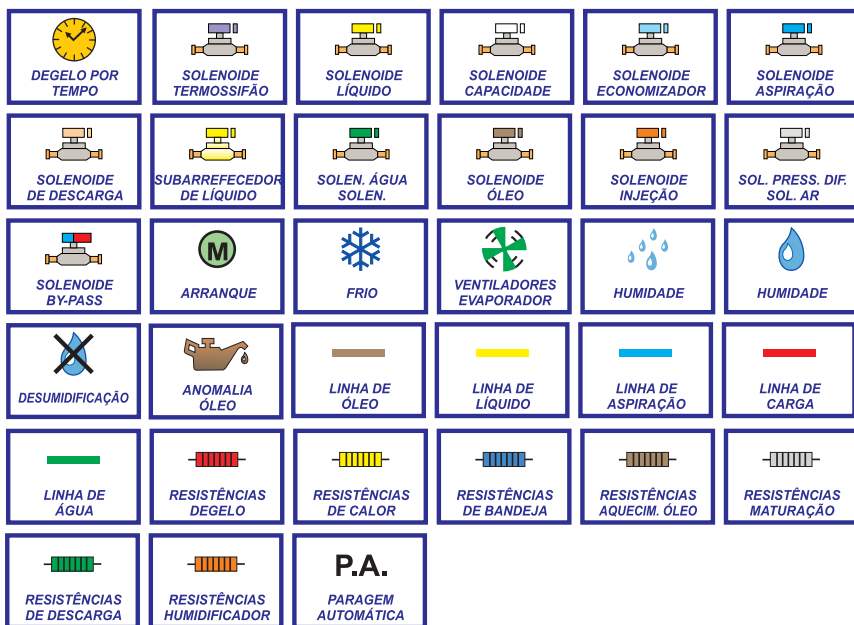 DEGELO POR
TEMPO
SOLENOIDE
TERMOSSIFÃO
SOLENOIDE
LÍQUIDO
SOLENOIDE
CAPACIDADE
SOLENOIDE
ECONOMIZADOR
SOLENOIDE
ASPIRAÇÃO
SOLENOIDE
DE DESCARGA
SUBARREFECEDOR
DE LÍQUIDO
SOLEN. ÁGUA
SOLEN.
SOLENOIDE
ÓLEO
SOLENOIDE
INJEÇÃO
SOL. PRESS. DIF.
SOL. AR
SOLENOIDE
BY-PASS
M
ARRANQUE
FRIO
VENTILADORES
EVAPORADOR
HUMIDADE
HUMIDADE
DESUMIDIFICAÇÃO
ANOMALIA
ÓLEO
LINHA DE
ÓLEO
LINHA DE
LÍQUIDO
LINHA DE
ASPIRAÇÃO
LINHA DE
CARGA
LINHA DE
ÁGUA
RESISTÊNCIAS
DEGELO
RESISTÊNCIAS
DE CALOR
RESISTÊNCIAS
DE BANDEJA
RESISTÊNCIAS
AQUECIM. ÓLEO
RESISTÊNCIAS
MATURAÇÃO
RESISTÊNCIAS
DE DESCARGA
RESISTÊNCIAS
HUMIDIFICADOR
P.A.
PARAGEM
AUTOMÁTICA